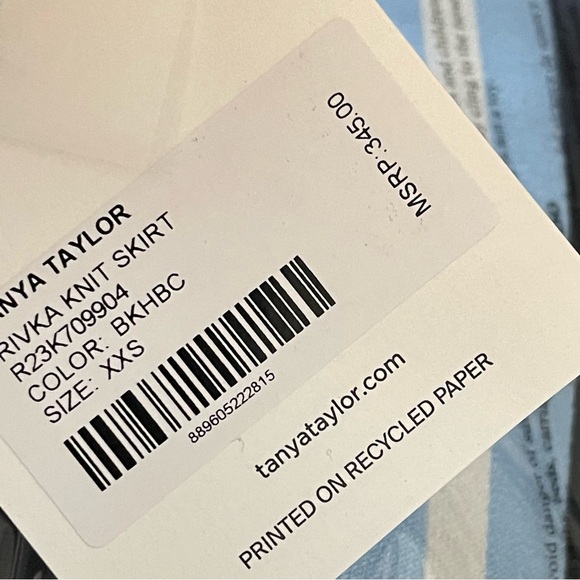 ANYA TAYLOR
RIVKA KNIT SKIRT
R23K709904
COLOR: BKHBC
SIZE: XXS
MSRP:345.00
889605222815
tanyataylor.com
PRINTED ON RECYCLED PAPER